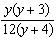 y(y + 3)
12(y + 4)